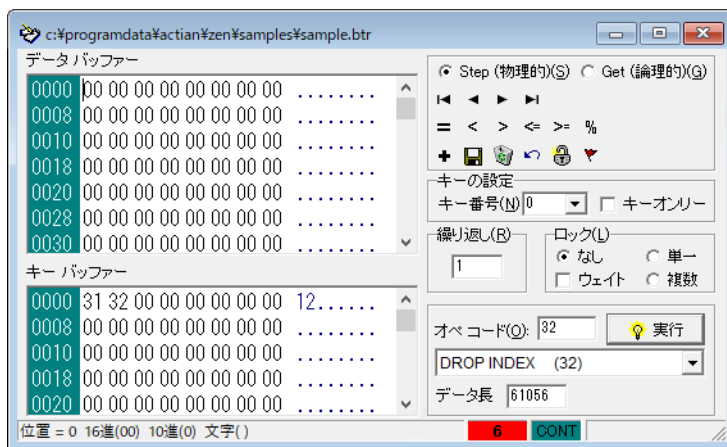 c:¥programdata¥actian¥zen¥samples¥sample.btr
データ バッファー
0000 00 00 00 00 00 00 00 00 ........
0008 00 00 00 00 00 00 00 00 ........
0010 00 00 00 00 00 00 00 00 ........
0018 00 00 00 00 00 00 00 00 ........
0020 00 00 00 00 00 00 00 00 ........
0028 00 00 00 00 00 00 00 00 ........
0030 00 00 00 00 00 00 00 00 ........
キー バッファー
0000 31 32 00 00 00 00 00 00 12......
0008 00 00 00 00 00 00 00 00 ........
0010 00 00 00 00 00 00 00 00 ........
0018 00 00 00 00 00 00 00 00 ........
0020 00 00 00 00 00 00 00 00 ........
Step (物理的)(S) Get (論理的)(G)
= < > <= >= %
キーの設定
キー番号(N) 0 キーオンリー
繰り返し(R)
1
ロック(L)
なし 単一
ウェイト 複数
オペ コード(O): 32 実行
DROP INDEX (32)
データ長 61056
位置 = 0 16進(00) 10進(0) 文字( ) 6 CONT